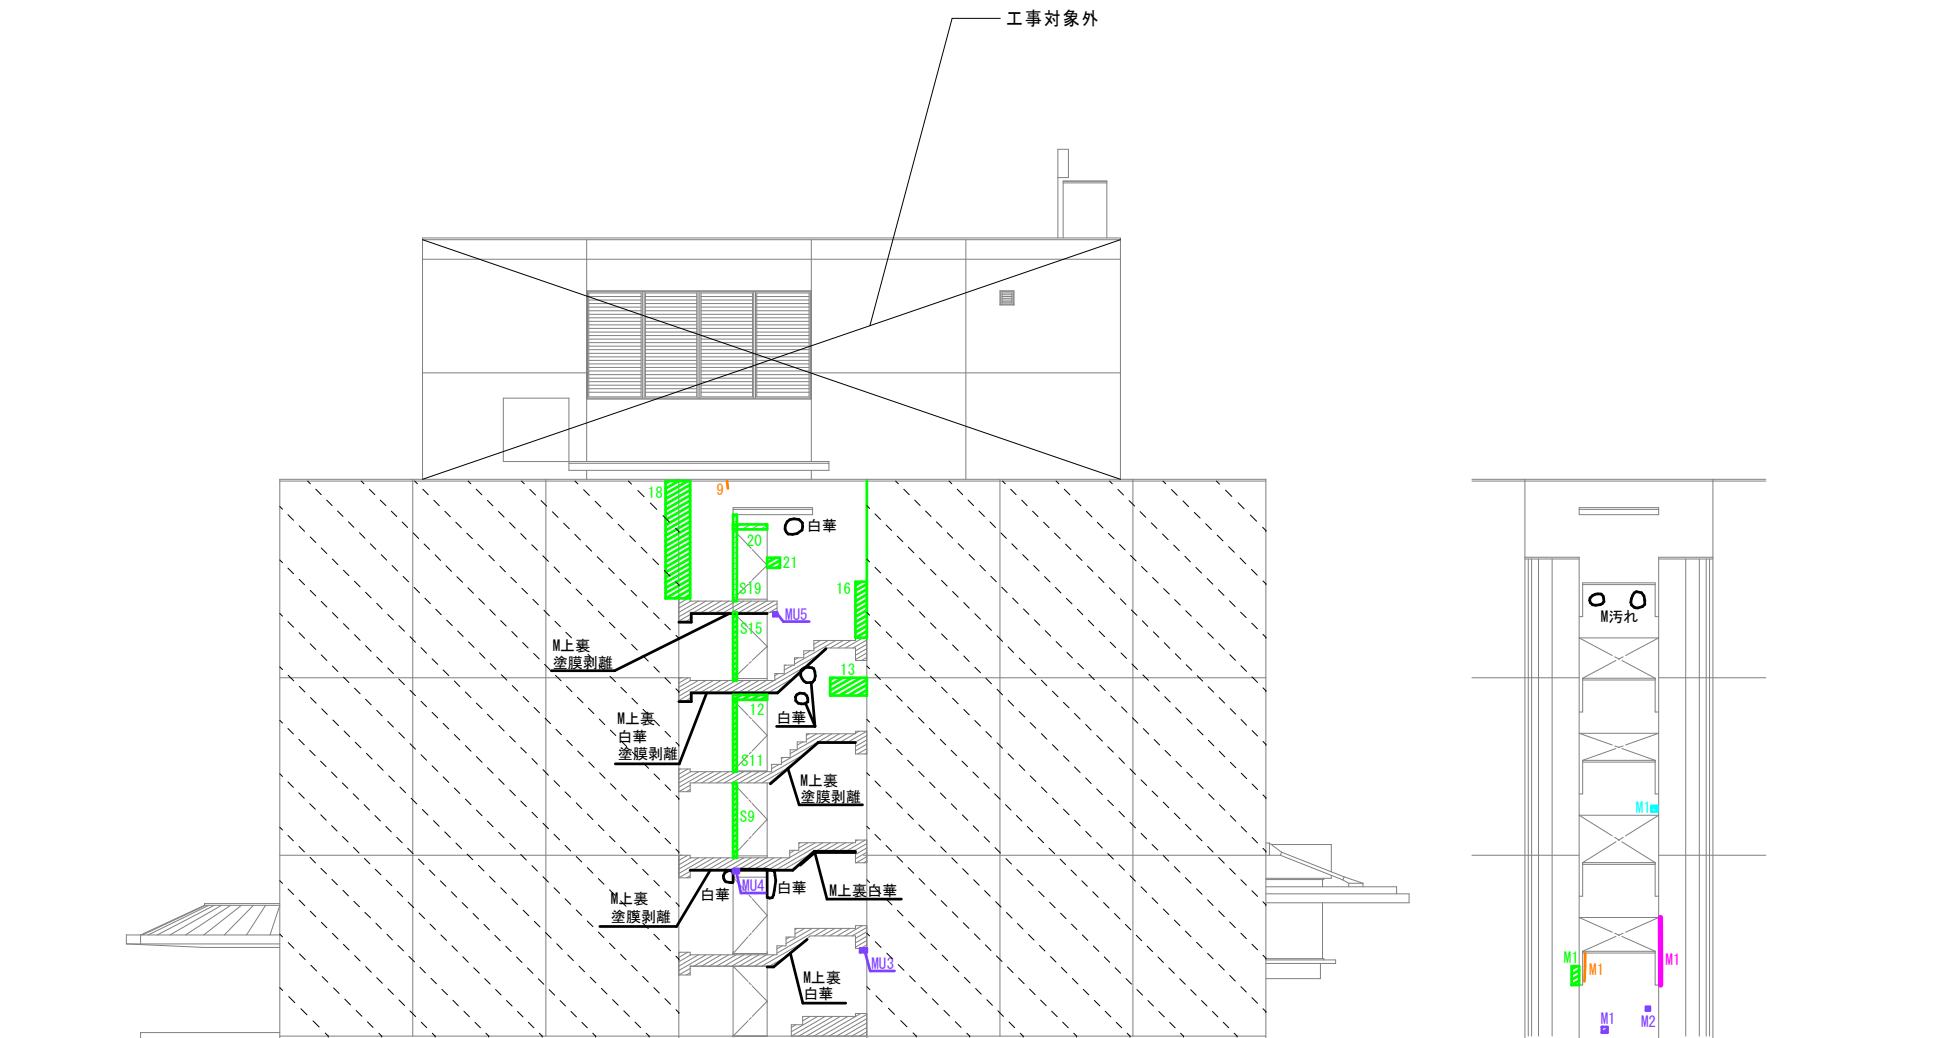 工事対象外
18
9
白華
20
21
S19
16
MU5
S15
M上裏
塗膜剥離
13
12
白華
M上裏
白華
塗膜剥離
S11
M上裏
塗膜剥離
S9
白華
MU4
白華
M上裏白華
M上裏
塗膜剥離
MU3
M上裏
白華
M汚れ
M1
M1
M1
M1
M1
M2